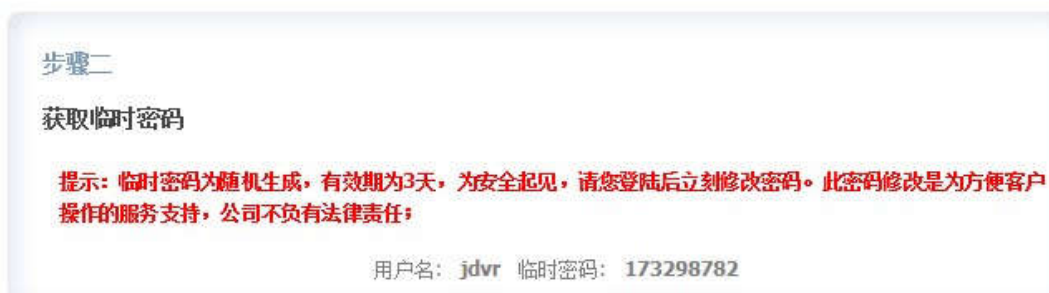 步骤二
获取临时密码
提示：临时密码为随机生成，有效期为3天，为安全起见，请您登陆后立刻修改密码。此密码修改是为方便客户
操作的服务支持，公司不负有法律责任；
用户名： jdvr 临时密码： 173298782